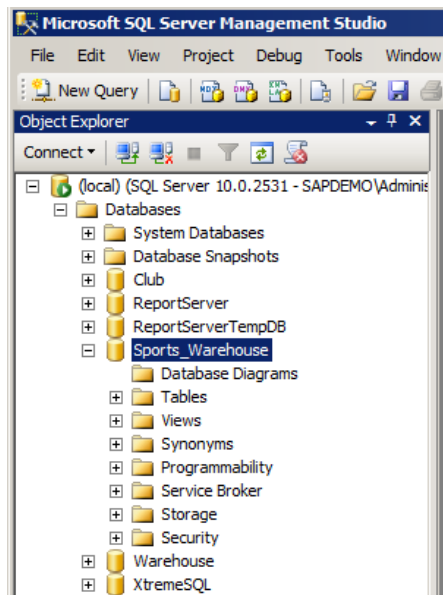 Microsoft SQL Server Management Studio
File Edit View Project Debug Tools Window
New Query
Object Explorer
Connect
(local) (SQL Server 10.0.2531 - SAPDEMO\Adminis
Databases
System Databases
Database Snapshots
Club
ReportServer
ReportServerTempDB
Sports_Warehouse
Database Diagrams
Tables
Views
Synonyms
Programmability
Service Broker
Storage
Security
Warehouse
XtremeSQL